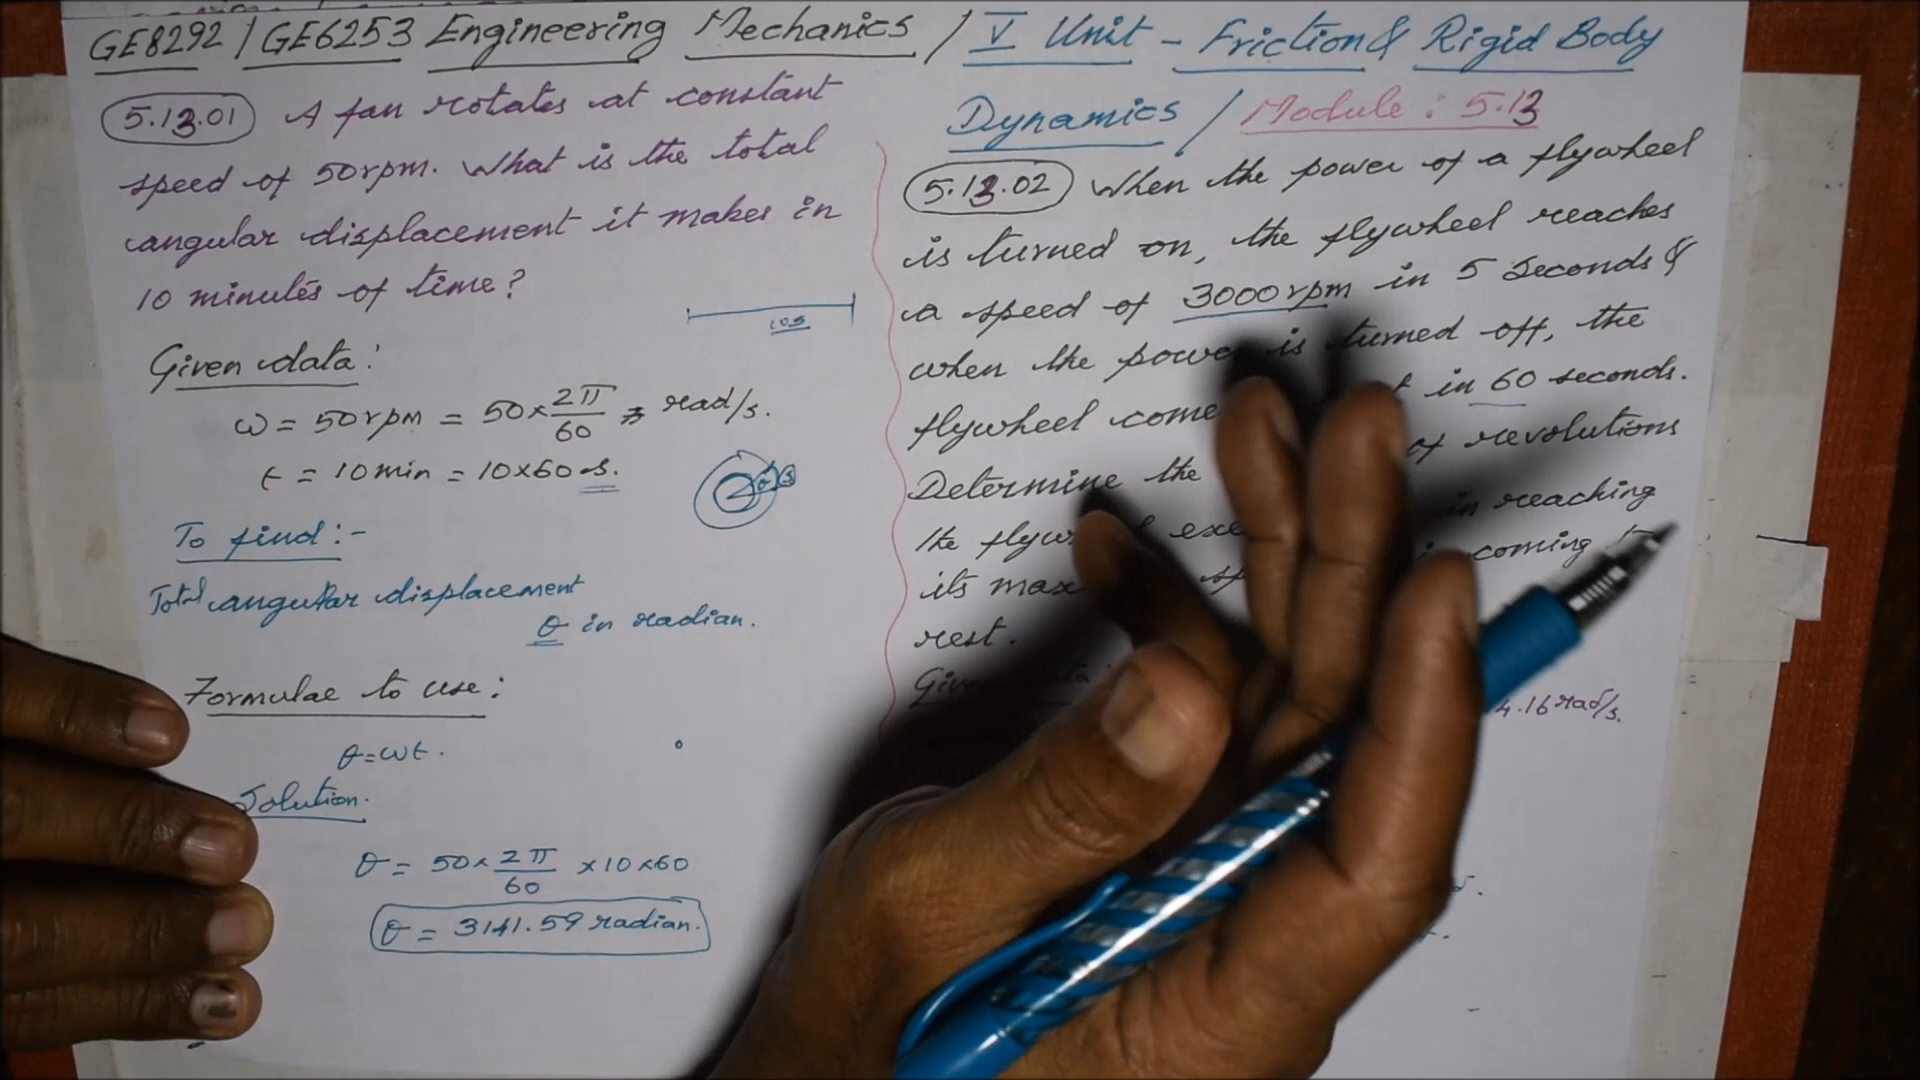 GE8292 / GE6253 Engineering Mechanics / V Unit - Friction & Rigid Body
Dynamics / Module : 5.13
5.13.01 A fan rotates at constant
speed of 50rpm. What is the total
angular displacement it makes in
10 minutes of time?
10s
Given data:
ω = 50rpm = 50 × 2π/60 = rad/s.
t = 10min = 10×60 s.
To find:-
Total angular displacement
θ in radian.
Formulae to use:
θ=ωt.
Solution.
θ = 50 × 2π/60 × 10 × 60
θ = 3141.59 radian.
5.13.02 When the power of a flywheel
is turned on, the flywheel reaches
a speed of 3000rpm in 5 seconds &
when the power is turned off, the
flywheel come in 60 seconds.
Determine the of revolutions
the in reaching
its coming
rest.
4.16 rad/s.